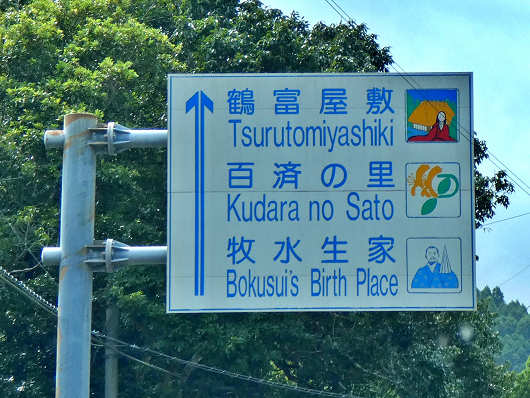 鶴富屋敷
Tsurutomiyashiki
百済の里
Kudara no Sato
牧水生家
Bokusui's Birth Place